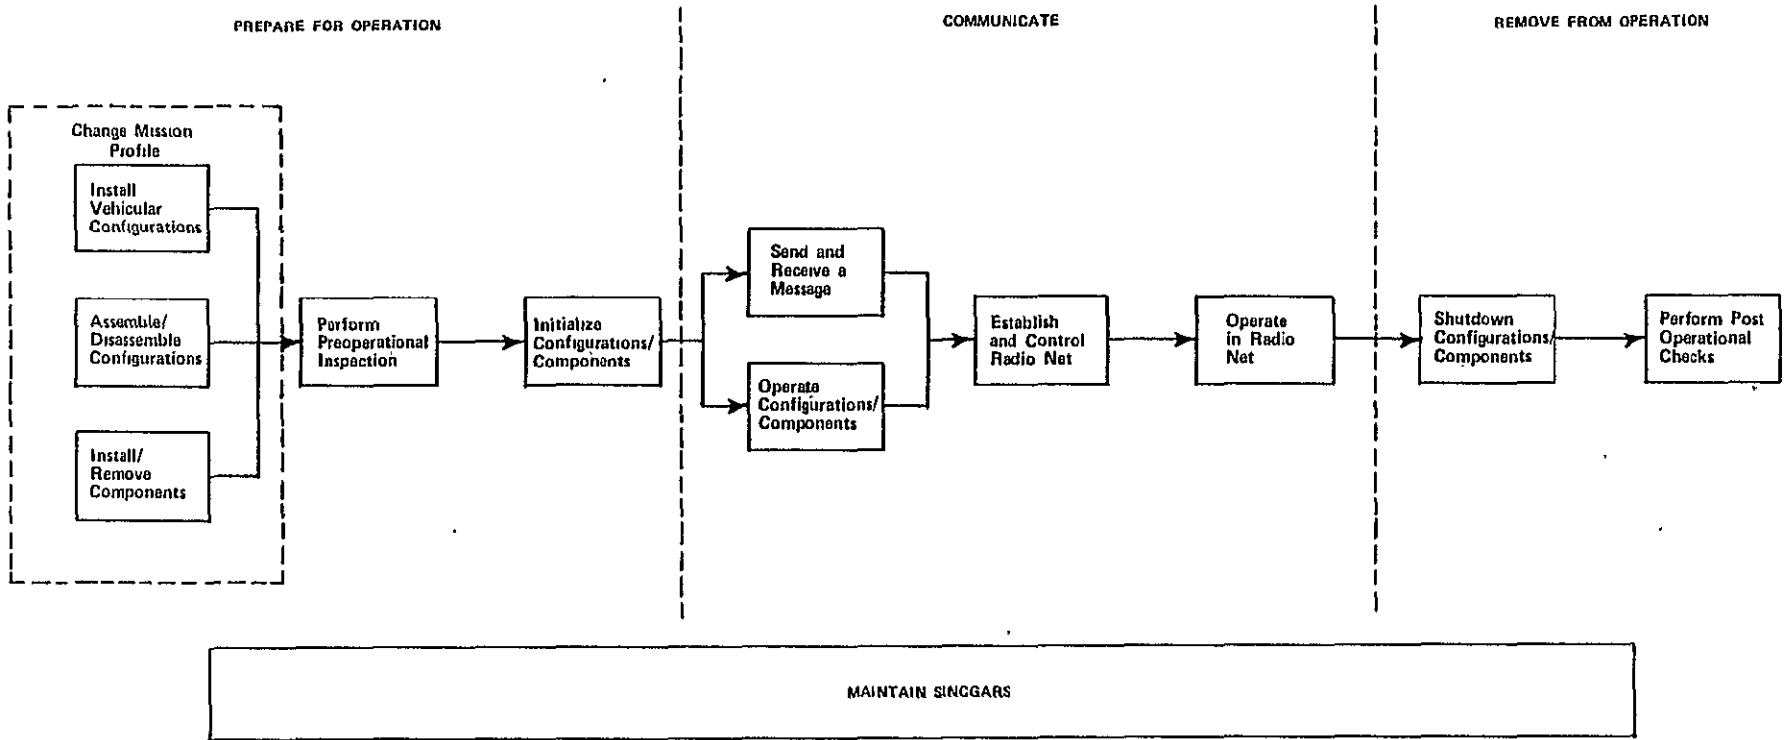 PREPARE FOR OPERATION
COMMUNICATE
REMOVE FROM OPERATION
Change Mission
Profile
Install
Vehicular
Configurations
Assemble/
Disassemble
Configurations
Install/
Remove
Components
Perform
Preoperational
Inspection
Initialize
Configurations/
Components
Send and
Receive a
Message
Operate
Configurations/
Components
Establish
and Control
Radio Net
Operate
in Radio
Net
Shutdown
Configurations/
Components
Perform Post
Operational
Checks
MAINTAIN SINCGARS